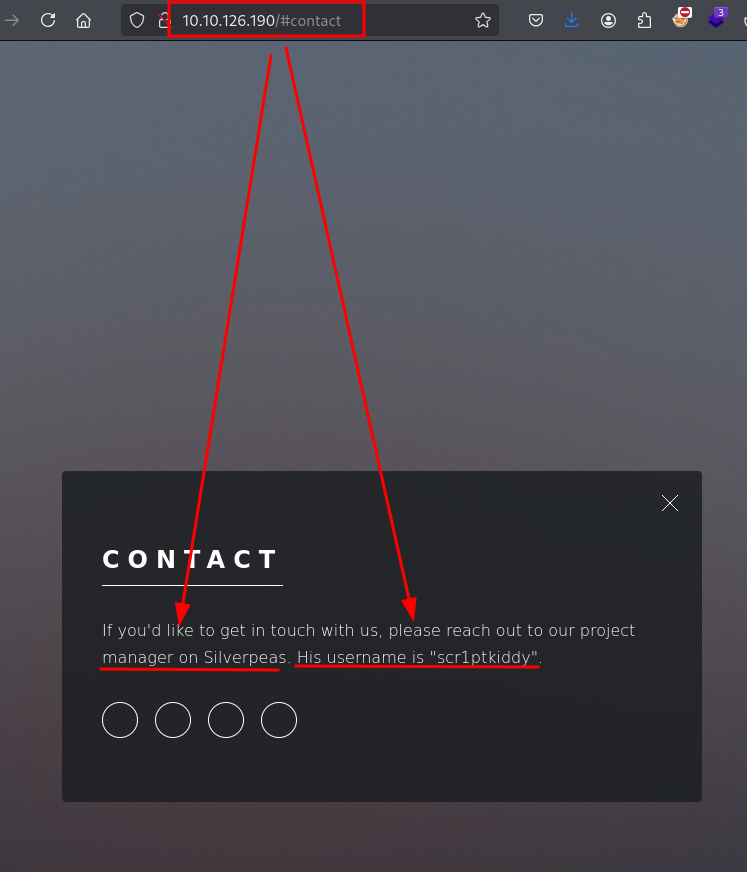 10.10.126.190/#contact
3
CONTACT
If you'd like to get in touch with us, please reach out to our project
manager on Silverpeas. His username is "scr1ptkiddy".